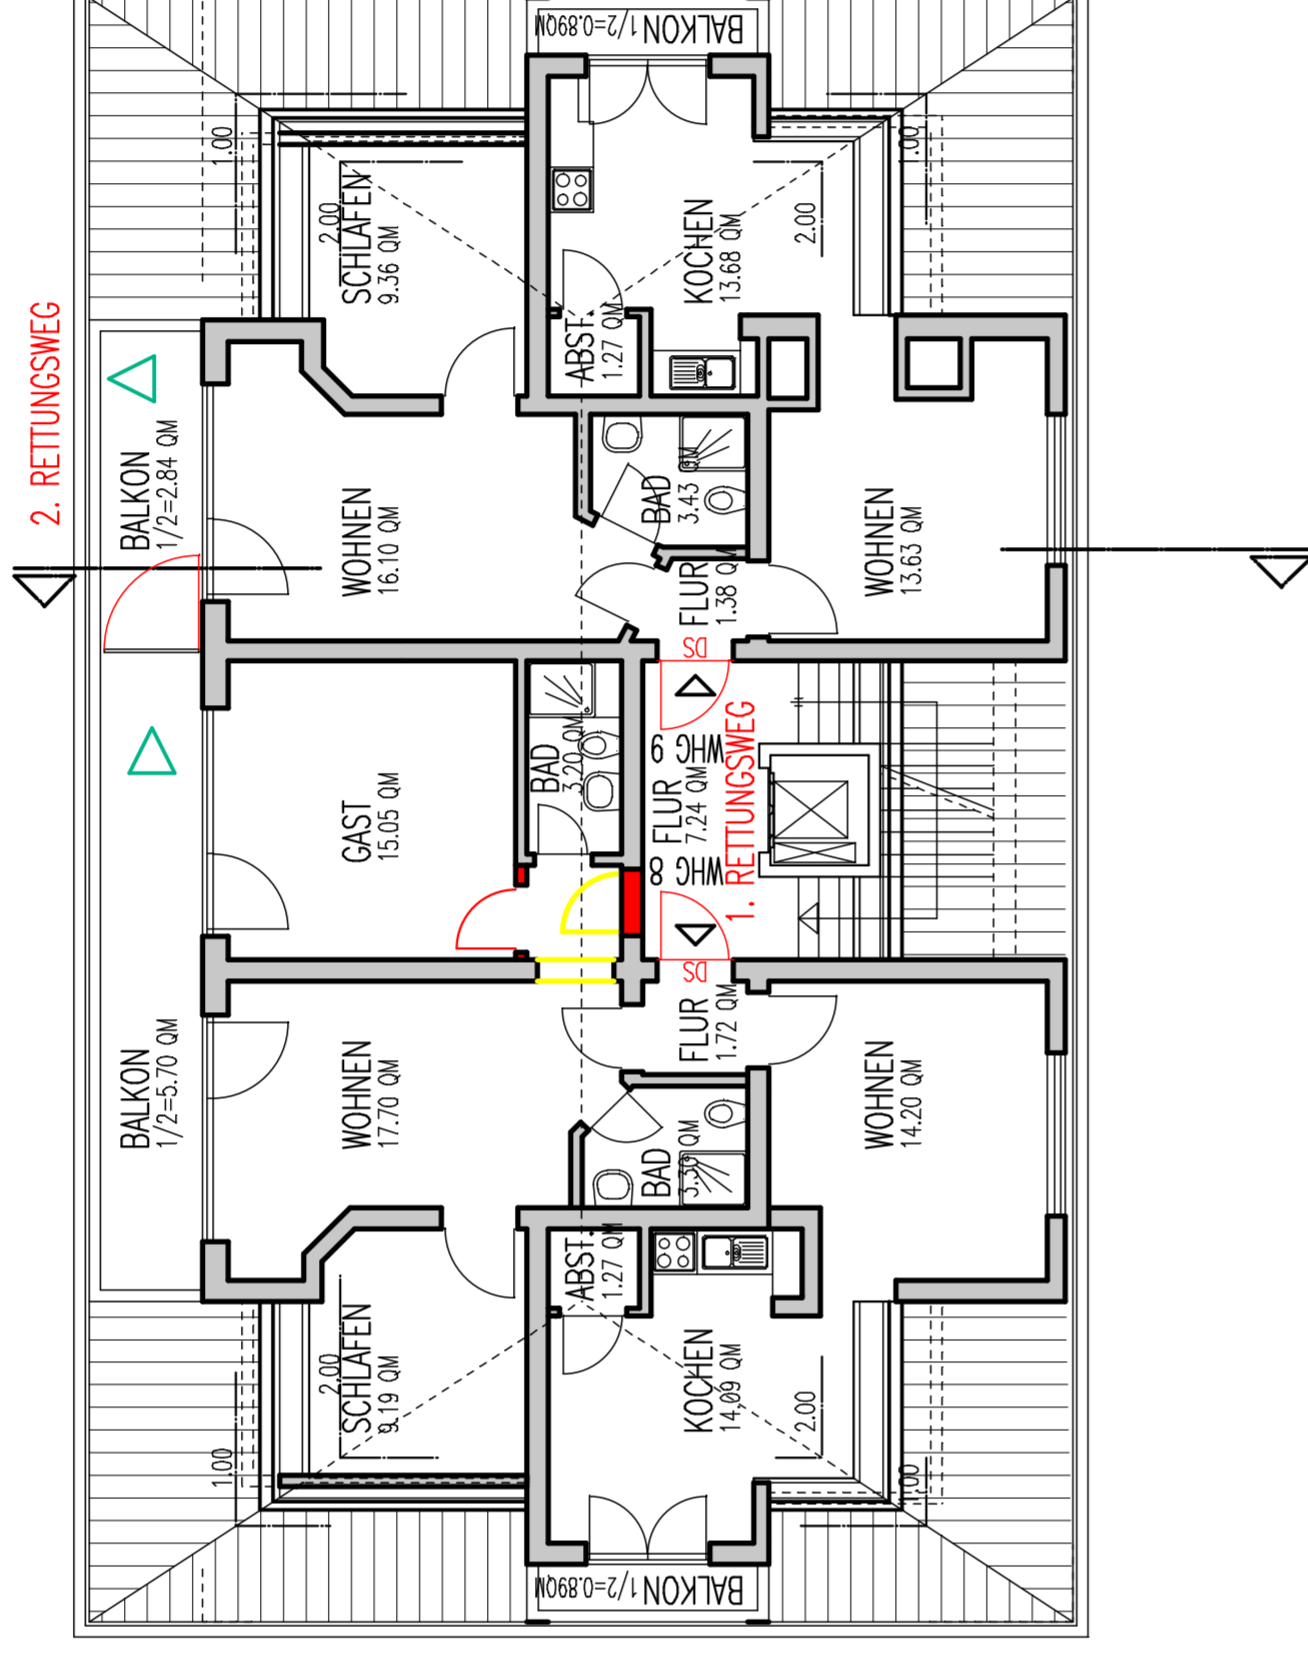 BALKON
1/2=0.89QM
1.00
1.00
2.00
SCHLAFEN
9.36 QM
KOCHEN
13.68 QM
2.00
ABST.
1.27 QM
2. RETTUNGSWEG
BALKON
1/2=2.84 QM
WOHNEN
16.10 QM
BAD
3.43 QM
WOHNEN
13.63 QM
FLUR
1.38 QM
DS
WHG 9
GAST
15.05 QM
BAD
3.20 QM
FLUR
7.24 QM
1. RETTUNGSWEG
WHG 8
DS
BALKON
1/2=5.70 QM
WOHNEN
17.70 QM
FLUR
1.72 QM
WOHNEN
14.20 QM
BAD
3.30 QM
ABST.
1.27 QM
SCHLAFEN
9.19 QM
2.00
KOCHEN
14.09 QM
2.00
1.00
1.00
BALKON
1/2=0.89QM